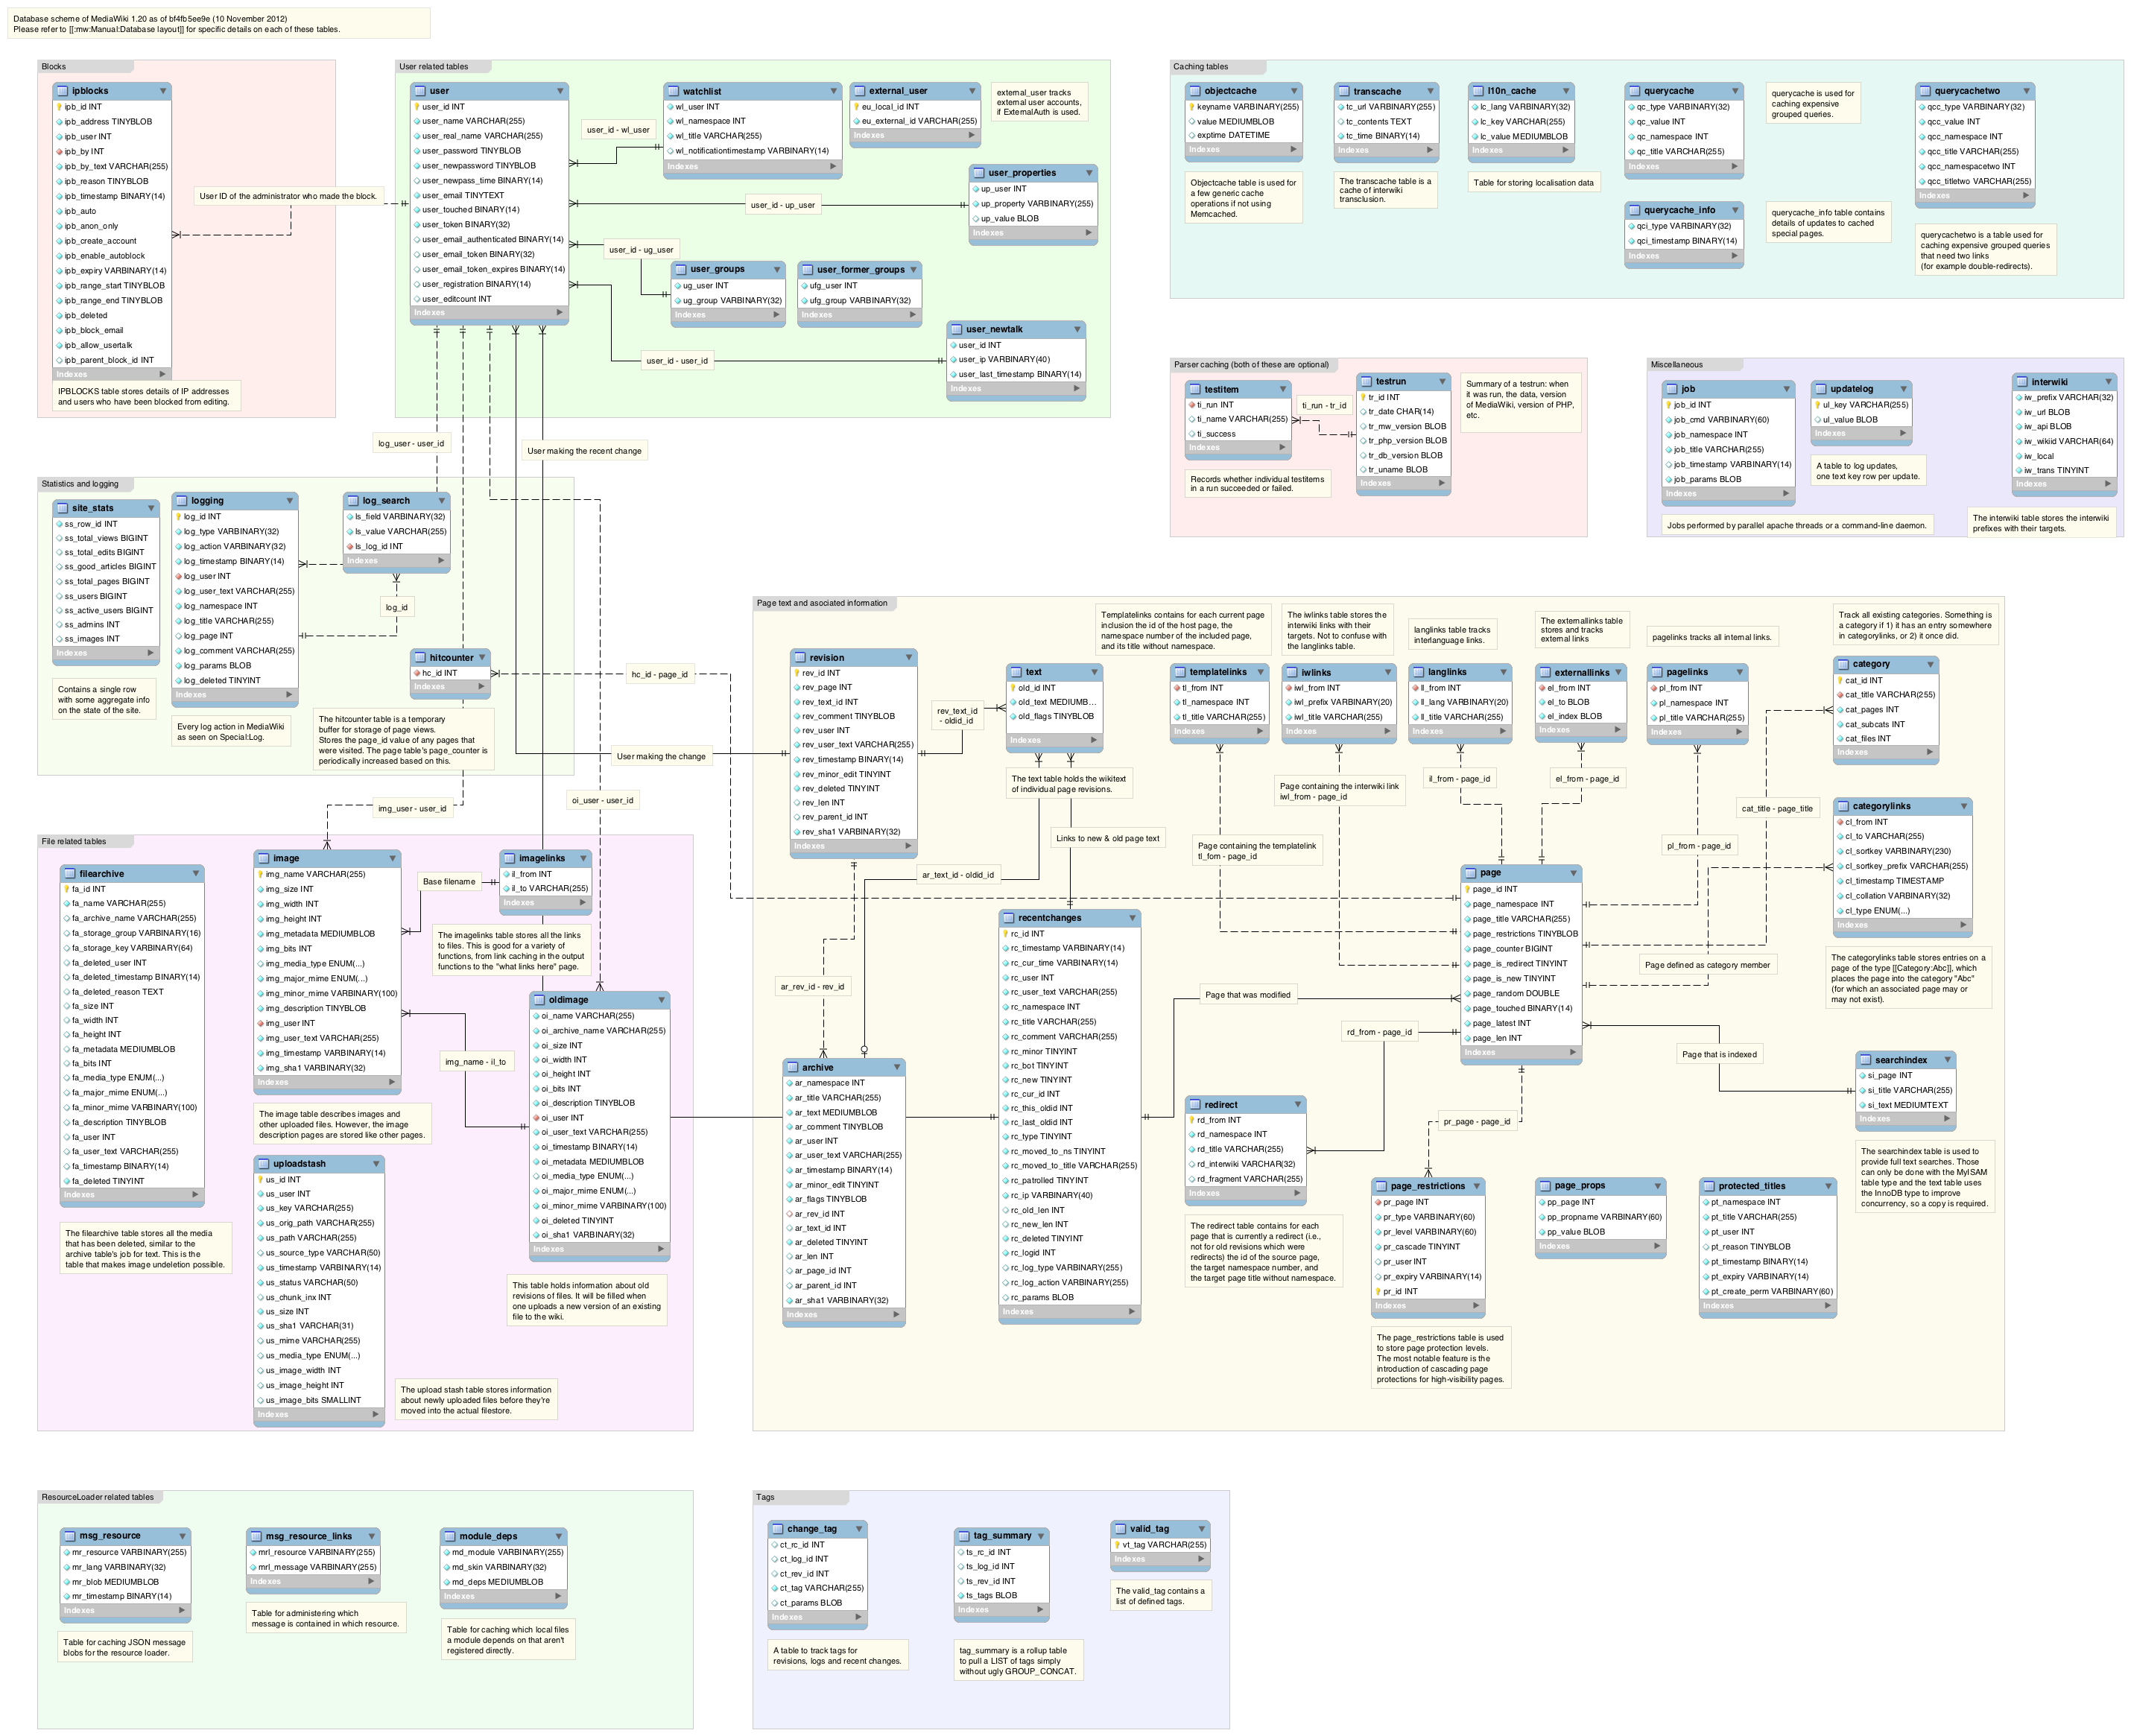 Database scheme of MediaWiki 1.20 as of bf4fb5ee9e (10 November 2012)
Please refer to [[:mw:Manual:Database layout]] for specific details on each of these tables.
Blocks
ipblocks
ipb_id INT
ipb_address TINYBLOB
ipb_user INT
ipb_by INT
ipb_by_text VARCHAR(255)
ipb_reason TINYBLOB
ipb_timestamp BINARY(14)
ipb_auto
ipb_anon_only
ipb_create_account
ipb_enable_autoblock
ipb_expiry VARBINARY(14)
ipb_range_start TINYBLOB
ipb_range_end TINYBLOB
ipb_deleted
ipb_block_email
ipb_allow_usertalk
ipb_parent_block_id INT
Indexes
IPBLOCKS table stores details of IP addresses
and users who have been blocked from editing.
User ID of the administrator who made the block.
User related tables
user
user_id INT
user_name VARCHAR(255)
user_real_name VARCHAR(255)
user_password TINYBLOB
user_newpassword TINYBLOB
user_newpass_time BINARY(14)
user_email TINYTEXT
user_touched BINARY(14)
user_token BINARY(32)
user_email_authenticated BINARY(14)
user_email_token BINARY(32)
user_email_token_expires BINARY(14)
user_registration BINARY(14)
user_editcount INT
Indexes
user_id - wl_user
watchlist
wl_user INT
wl_namespace INT
wl_title VARCHAR(255)
wl_notificationtimestamp VARBINARY(14)
Indexes
external_user
eu_local_id INT
eu_external_id VARCHAR(255)
Indexes
external_user tracks
external user accounts,
if ExternalAuth is used.
user_id - up_user
user_properties
up_user INT
up_property VARBINARY(255)
up_value BLOB
Indexes
user_id - ug_user
user_groups
ug_user INT
ug_group VARBINARY(32)
Indexes
user_former_groups
ufg_user INT
ufg_group VARBINARY(32)
Indexes
user_id - user_id
user_newtalk
user_id INT
user_ip VARBINARY(40)
user_last_timestamp BINARY(14)
Indexes
Caching tables
objectcache
keyname VARBINARY(255)
value MEDIUMBLOB
exptime DATETIME
Indexes
Objectcache table is used for
a few generic cache
operations if not using
Memcached.
transcache
tc_url VARBINARY(255)
tc_contents TEXT
tc_time BINARY(14)
Indexes
The transcache table is a
cache of interwiki
transclusion.
l10n_cache
lc_lang VARBINARY(32)
lc_key VARCHAR(255)
lc_value MEDIUMBLOB
Indexes
Table for storing localisation data
querycache
qc_type VARBINARY(32)
qc_value INT
qc_namespace INT
qc_title VARCHAR(255)
Indexes
querycache is used for
caching expensive
grouped queries.
querycache_info
qci_type VARBINARY(32)
qci_timestamp BINARY(14)
Indexes
querycache_info table contains
details of updates to cached
special pages.
querycachetwo
qcc_type VARBINARY(32)
qcc_value INT
qcc_namespace INT
qcc_title VARCHAR(255)
qcc_namespacetwo INT
qcc_titletwo VARCHAR(255)
Indexes
querycachetwo is a table used for
caching expensive grouped queries
that need two links
(for example double-redirects).
Parser caching (both of these are optional)
testitem
ti_run INT
ti_name VARCHAR(255)
ti_success
Indexes
Records whether individual testitems
in a run succeeded or failed.
ti_run - tr_id
testrun
tr_id INT
tr_date CHAR(14)
tr_mw_version BLOB
tr_php_version BLOB
tr_db_version BLOB
tr_uname BLOB
Indexes
Summary of a testrun: when
it was run, the data, version
of MediaWiki, version of PHP,
etc.
Miscellaneous
job
job_id INT
job_cmd VARBINARY(60)
job_namespace INT
job_title VARCHAR(255)
job_timestamp VARBINARY(14)
job_params BLOB
Indexes
Jobs performed by parallel apache threads or a command-line daemon.
updatelog
ul_key VARCHAR(255)
ul_value BLOB
Indexes
A table to log updates,
one text key row per update.
interwiki
iw_prefix VARCHAR(32)
iw_url BLOB
iw_api BLOB
iw_wikiid VARCHAR(64)
iw_local
iw_trans TINYINT
Indexes
The interwiki table stores the interwiki
prefixes with their targets.
log_user - user_id
User making the recent change
Statistics and logging
site_stats
ss_row_id INT
ss_total_views BIGINT
ss_total_edits BIGINT
ss_good_articles BIGINT
ss_total_pages BIGINT
ss_users BIGINT
ss_active_users BIGINT
ss_admins INT
ss_images INT
Indexes
Contains a single row
with some aggregate info
on the state of the site.
logging
log_id INT
log_type VARBINARY(32)
log_action VARBINARY(32)
log_timestamp BINARY(14)
log_user INT
log_user_text VARCHAR(255)
log_namespace INT
log_title VARCHAR(255)
log_page INT
log_comment VARCHAR(255)
log_params BLOB
log_deleted TINYINT
Indexes
Every log action in MediaWiki
as seen on Special:Log.
log_search
ls_field VARBINARY(32)
ls_value VARCHAR(255)
ls_log_id INT
Indexes
log_id
hitcounter
hc_id INT
Indexes
The hitcounter table is a temporary
buffer for storage of page views.
Stores the page_id value of any pages that
were visited. The page table's page_counter is
periodically increased based on this.
hc_id - page_id
User making the change
oi_user - user_id
img_user - user_id
File related tables
filearchive
fa_id INT
fa_name VARCHAR(255)
fa_archive_name VARCHAR(255)
fa_storage_group VARBINARY(16)
fa_storage_key VARBINARY(64)
fa_deleted_user INT
fa_deleted_timestamp BINARY(14)
fa_deleted_reason TEXT
fa_size INT
fa_width INT
fa_height INT
fa_metadata MEDIUMBLOB
fa_bits INT
fa_media_type ENUM(...)
fa_major_mime ENUM(...)
fa_minor_mime VARBINARY(100)
fa_description TINYBLOB
fa_user INT
fa_user_text VARCHAR(255)
fa_timestamp BINARY(14)
fa_deleted TINYINT
Indexes
The filearchive table stores all the media
that has been deleted, similar to the
archive table's job for text. This is the
table that makes image undeletion possible.
image
img_name VARCHAR(255)
img_size INT
img_width INT
img_height INT
img_metadata MEDIUMBLOB
img_bits INT
img_media_type ENUM(...)
img_major_mime ENUM(...)
img_minor_mime VARBINARY(100)
img_description TINYBLOB
img_user INT
img_user_text VARCHAR(255)
img_timestamp VARBINARY(14)
img_sha1 VARBINARY(32)
Indexes
The image table describes images and
other uploaded files. However, the image
description pages are stored like other pages.
Base filename
imagelinks
il_from INT
il_to VARCHAR(255)
Indexes
The imagelinks table stores all the links
to files. This is good for a variety of
functions, from link caching in the output
functions to the "what links here" page.
img_name - il_to
oldimage
oi_name VARCHAR(255)
oi_archive_name VARCHAR(255)
oi_size INT
oi_width INT
oi_height INT
oi_bits INT
oi_description TINYBLOB
oi_user INT
oi_user_text VARCHAR(255)
oi_timestamp BINARY(14)
oi_metadata MEDIUMBLOB
oi_media_type ENUM(...)
oi_major_mime ENUM(...)
oi_minor_mime VARBINARY(100)
oi_deleted TINYINT
oi_sha1 VARBINARY(32)
Indexes
This table holds information about old
revisions of files. It will be filled when
one uploads a new version of an existing
file to the wiki.
uploadstash
us_id INT
us_user INT
us_key VARCHAR(255)
us_orig_path VARCHAR(255)
us_path VARCHAR(255)
us_source_type VARCHAR(50)
us_timestamp VARBINARY(14)
us_status VARCHAR(50)
us_chunk_inx INT
us_size INT
us_sha1 VARCHAR(31)
us_mime VARCHAR(255)
us_media_type ENUM(...)
us_image_width INT
us_image_height INT
us_image_bits SMALLINT
Indexes
The upload stash table stores information
about newly uploaded files before they're
moved into the actual filestore.
Page text and asociated information
revision
rev_id INT
rev_page INT
rev_text_id INT
rev_comment TINYBLOB
rev_user INT
rev_user_text VARCHAR(255)
rev_timestamp BINARY(14)
rev_minor_edit TINYINT
rev_deleted TINYINT
rev_len INT
rev_parent_id INT
rev_sha1 VARBINARY(32)
Indexes
rev_text_id
- oldid_id
text
old_id INT
old_text MEDIUMB...
old_flags TINYBLOB
Indexes
The text table holds the wikitext
of individual page revisions.
Links to new & old page text
ar_text_id - oldid_id
ar_rev_id - rev_id
Templatelinks contains for each current page
inclusion the id of the host page, the
namespace number of the included page,
and its title without namespace.
templatelinks
tl_from INT
tl_namespace INT
tl_title VARCHAR(255)
Indexes
Page containing the templatelink
tl_fom - page_id
The iwlinks table stores the
interwiki links with their
targets. Not to confuse with
the langlinks table.
iwlinks
iwl_from INT
iwl_prefix VARBINARY(20)
iwl_title VARCHAR(255)
Indexes
Page containing the interwiki link
iwl_from - page_id
langlinks table tracks
interlanguage links.
langlinks
ll_from INT
ll_lang VARBINARY(20)
ll_title VARCHAR(255)
Indexes
il_from - page_id
The externallinks table
stores and tracks
external links
externallinks
el_from INT
el_to BLOB
el_index BLOB
Indexes
el_from - page_id
pagelinks tracks all internal links.
pagelinks
pl_from INT
pl_namespace INT
pl_title VARCHAR(255)
Indexes
pl_from - page_id
Track all existing categories. Something is
a category if 1) it has an entry somewhere
in categorylinks, or 2) it once did.
category
cat_id INT
cat_title VARCHAR(255)
cat_pages INT
cat_subcats INT
cat_files INT
Indexes
cat_title - page_title
categorylinks
cl_from INT
cl_to VARCHAR(255)
cl_sortkey VARBINARY(230)
cl_sortkey_prefix VARCHAR(255)
cl_timestamp TIMESTAMP
cl_collation VARBINARY(32)
cl_type ENUM(...)
Indexes
The categorylinks table stores entries on a
page of the type [[Category:Abc]], which
places the page into the category "Abc"
(for which an associated page may or
may not exist).
Page defined as category member
page
page_id INT
page_namespace INT
page_title VARCHAR(255)
page_restrictions TINYBLOB
page_counter BIGINT
page_is_redirect TINYINT
page_is_new TINYINT
page_random DOUBLE
page_touched BINARY(14)
page_latest INT
page_len INT
Indexes
Page that was modified
rd_from - page_id
Page that is indexed
pr_page - page_id
archive
ar_namespace INT
ar_title VARCHAR(255)
ar_text MEDIUMBLOB
ar_comment TINYBLOB
ar_user INT
ar_user_text VARCHAR(255)
ar_timestamp BINARY(14)
ar_minor_edit TINYINT
ar_flags TINYBLOB
ar_rev_id INT
ar_text_id INT
ar_deleted TINYINT
ar_len INT
ar_page_id INT
ar_parent_id INT
ar_sha1 VARBINARY(32)
Indexes
recentchanges
rc_id INT
rc_timestamp VARBINARY(14)
rc_cur_time VARBINARY(14)
rc_user INT
rc_user_text VARCHAR(255)
rc_namespace INT
rc_title VARCHAR(255)
rc_comment VARCHAR(255)
rc_minor TINYINT
rc_bot TINYINT
rc_new TINYINT
rc_cur_id INT
rc_this_oldid INT
rc_last_oldid INT
rc_type TINYINT
rc_moved_to_ns TINYINT
rc_moved_to_title VARCHAR(255)
rc_patrolled TINYINT
rc_ip VARBINARY(40)
rc_old_len INT
rc_new_len INT
rc_deleted TINYINT
rc_logid INT
rc_log_type VARBINARY(255)
rc_log_action VARBINARY(255)
rc_params BLOB
Indexes
redirect
rd_from INT
rd_namespace INT
rd_title VARCHAR(255)
rd_interwiki VARCHAR(32)
rd_fragment VARCHAR(255)
Indexes
The redirect table contains for each
page that is currently a redirect (i.e.,
not for old revisions which were
redirects) the id of the source page,
the target namespace number, and
the target page title without namespace.
page_restrictions
pr_page INT
pr_type VARBINARY(60)
pr_level VARBINARY(60)
pr_cascade TINYINT
pr_user INT
pr_expiry VARBINARY(14)
pr_id INT
Indexes
The page_restrictions table is used
to store page protection levels.
The most notable feature is the
introduction of cascading page
protections for high-visibility pages.
page_props
pp_page INT
pp_propname VARBINARY(60)
pp_value BLOB
Indexes
protected_titles
pt_namespace INT
pt_title VARCHAR(255)
pt_user INT
pt_reason TINYBLOB
pt_timestamp BINARY(14)
pt_expiry VARBINARY(14)
pt_create_perm VARBINARY(60)
Indexes
searchindex
si_page INT
si_title VARCHAR(255)
si_text MEDIUMTEXT
Indexes
The searchindex table is used to
provide full text searches. Those
can only be done with the MyISAM
table type and the text table uses
the InnoDB type to improve
concurrency, so a copy is required.
ResourceLoader related tables
msg_resource
mr_resource VARBINARY(255)
mr_lang VARBINARY(32)
mr_blob MEDIUMBLOB
mr_timestamp BINARY(14)
Indexes
Table for caching JSON message
blobs for the resource loader.
msg_resource_links
mrl_resource VARBINARY(255)
mrl_message VARBINARY(255)
Indexes
Table for administering which
message is contained in which resource.
module_deps
md_module VARBINARY(255)
md_skin VARBINARY(32)
md_deps MEDIUMBLOB
Indexes
Table for caching which local files
a module depends on that aren't
registered directly.
Tags
change_tag
ct_rc_id INT
ct_log_id INT
ct_rev_id INT
ct_tag VARCHAR(255)
ct_params BLOB
Indexes
A table to track tags for
revisions, logs and recent changes.
tag_summary
ts_rc_id INT
ts_log_id INT
ts_rev_id INT
ts_tags BLOB
Indexes
tag_summary is a rollup table
to pull a LIST of tags simply
without ugly GROUP_CONCAT.
valid_tag
vt_tag VARCHAR(255)
Indexes
The valid_tag contains a
list of defined tags.